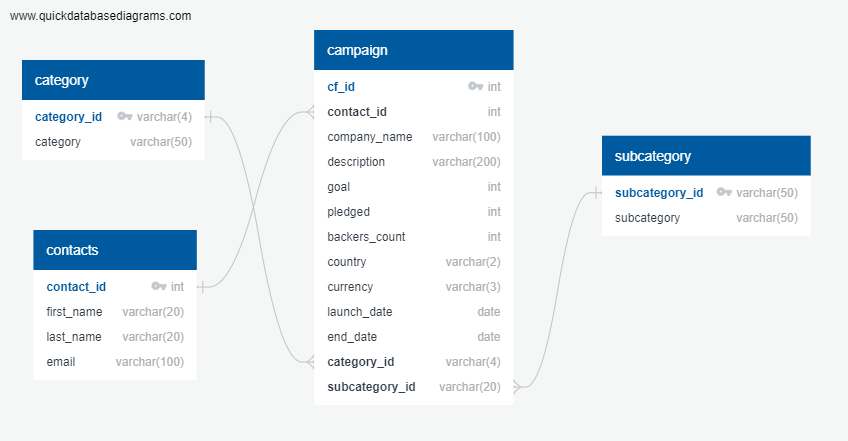 www.quickdatabasediagrams.com
category
category_id varchar(4)
category varchar(50)
contacts
contact_id int
first_name varchar(20)
last_name varchar(20)
email varchar(100)
campaign
cf_id int
contact_id int
company_name varchar(100)
description varchar(200)
goal int
pledged int
backers_count int
country varchar(2)
currency varchar(3)
launch_date date
end_date date
category_id varchar(4)
subcategory_id varchar(20)
subcategory
subcategory_id varchar(50)
subcategory varchar(50)